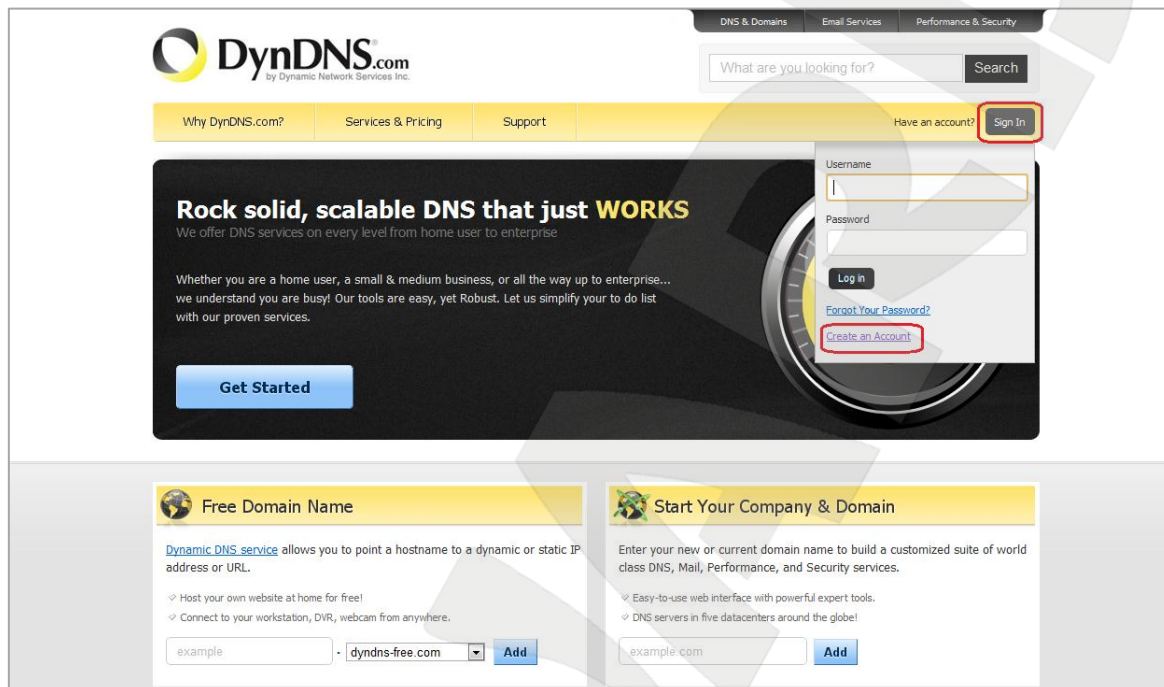 DNS & Domains Email Services Performance & Security
DynDNS.com
by Dynamic Network Services Inc.
What are you looking for? Search
Why DynDNS.com? Services & Pricing Support Have an account? Sign In
Username
Password
Log in
Forgot Your Password?
Create an Account
Rock solid, scalable DNS that just WORKS
We offer DNS services on every level from home user to enterprise
Whether you are a home user, a small & medium business, or all the way up to enterprise...
we understand you are busy! Our tools are easy, yet Robust. Let us simplify your to do list
with our proven services.
Get Started
Free Domain Name
Dynamic DNS service allows you to point a hostname to a dynamic or static IP
address or URL.
Host your own website at home for free!
Connect to your workstation, DVR, webcam from anywhere.
example . dyndns-free.com Add
Start Your Company & Domain
Enter your new or current domain name to build a customized suite of world
class DNS, Mail, Performance, and Security services.
Easy-to-use web interface with powerful expert tools.
DNS servers in five datacenters around the globe!
example.com Add